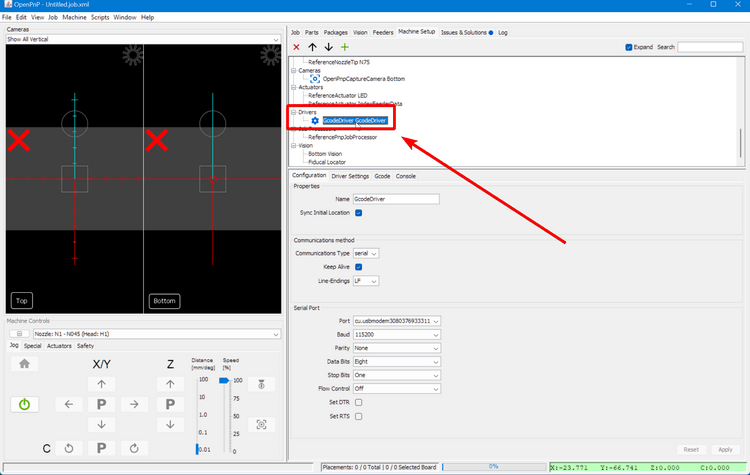 OpenPnP - Untitled.job.xml
File Edit View Job Machine Scripts Window Help
Cameras
Show All Vertical
Top
Bottom
Machine Controls
Nozzle: N1 - N045 (Head: H1)
Jog Special Actuators Safety
X/Y
Z
Distance
[mm/deg]
Speed
[%]
100
100
10
75
1.0
50
0.1
25
0.01
0
P
P
P
C
Job Parts Packages Vision Feeders Machine Setup Issues & Solutions Log
Expand Search
ReferenceNozzleTip N75
Cameras
OpenPnpCaptureCamera Bottom
Actuators
ReferenceActuator LED
ReferenceActuator IndexFeederData
Drivers
GcodeDriver GcodeDriver
Job Processors
ReferencePnpJobProcessor
Vision
Bottom Vision
Fiducal Locator
Configuration Driver Settings Gcode Console
Properties
Name GcodeDriver
Sync Initial Location
Communications method
Communications Type serial
Keep Alive
Line-Endings LF
Serial Port
Port cu.usbmodem3080376933311
Baud 115200
Parity None
Data Bits Eight
Stop Bits One
Flow Control Off
Set DTR
Set RTS
Reset Apply
Placements: 0 / 0 Total | 0 / 0 Selected Board
0%
X:-23.771 Y:-66.741 Z:0.000 C:0.000